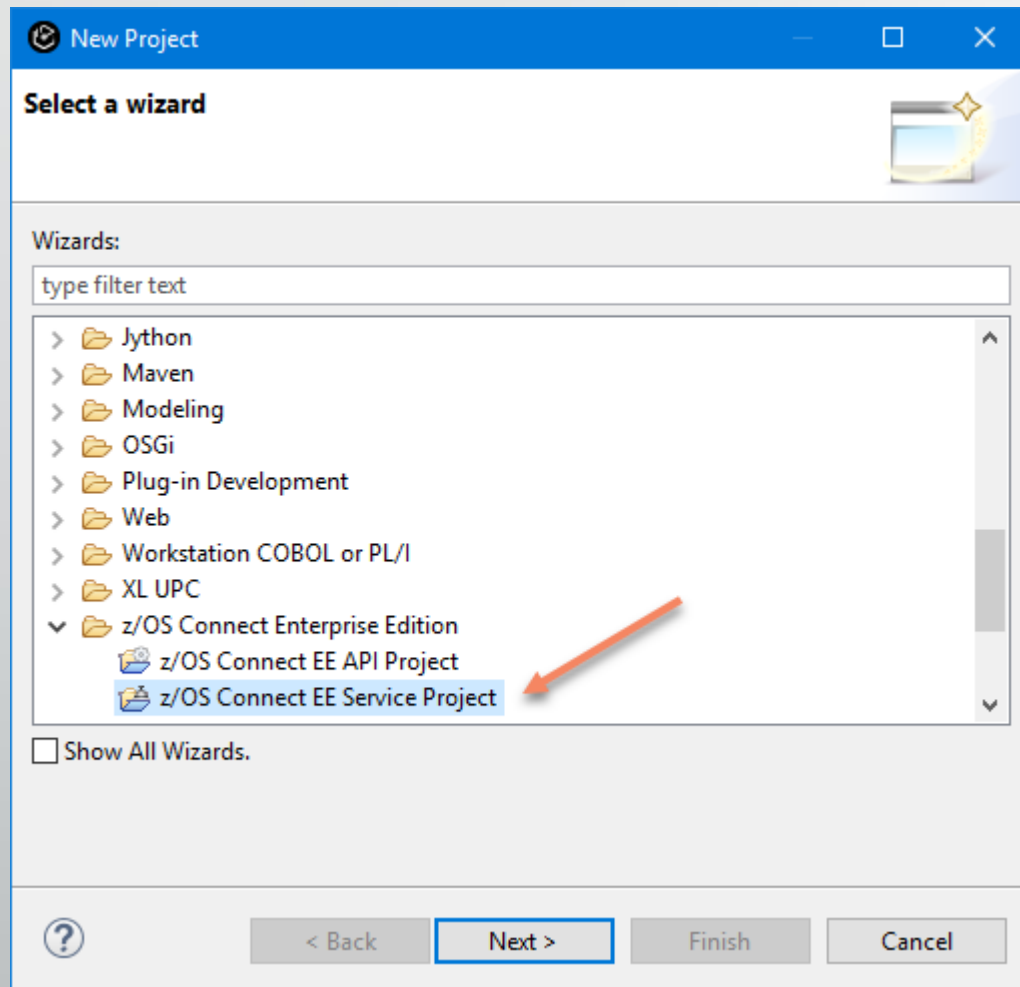 New Project
Select a wizard
Wizards:
type filter text
Jython
Maven
Modeling
OSGi
Plug-in Development
Web
Workstation COBOL or PL/I
XL UPC
z/OS Connect Enterprise Edition
z/OS Connect EE API Project
z/OS Connect EE Service Project
Show All Wizards.
?
< Back Next > Finish Cancel